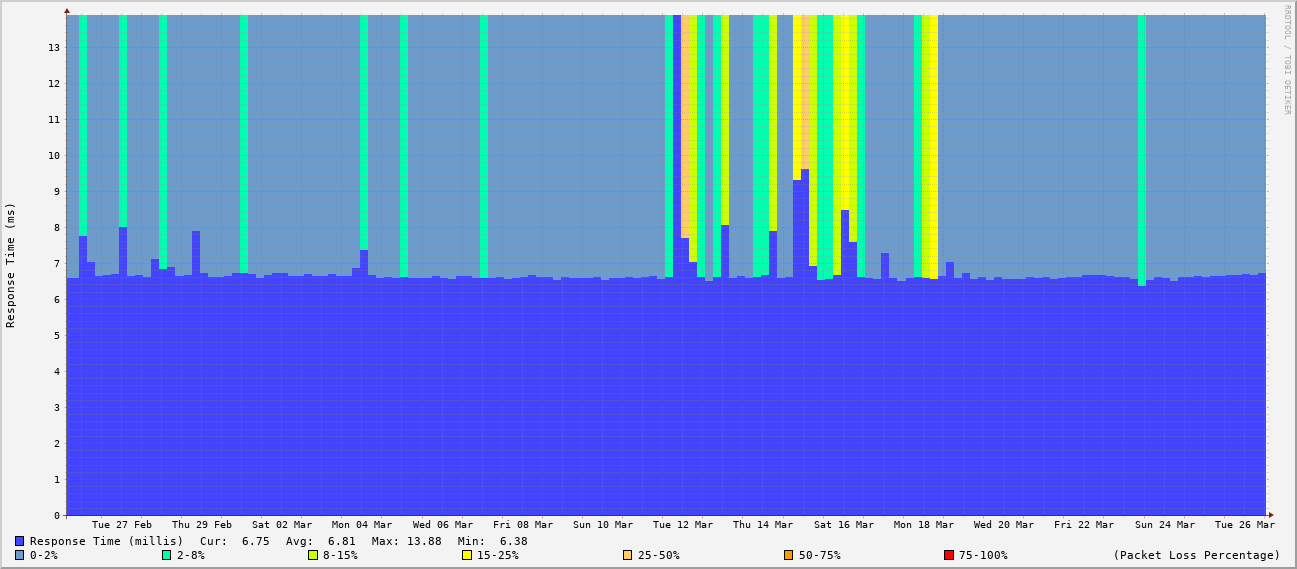 RRDTOOL / TOBI OETIKER
Response Time (ms)
13
12
11
10
9
8
7
6
5
4
3
2
1
0
Tue 27 Feb Thu 29 Feb Sat 02 Mar Mon 04 Mar Wed 06 Mar Fri 08 Mar Sun 10 Mar Tue 12 Mar Thu 14 Mar Sat 16 Mar Mon 18 Mar Wed 20 Mar Fri 22 Mar Sun 24 Mar Tue 26 Mar
Response Time (millis) Cur: 6.75 Avg: 6.81 Max: 13.88 Min: 6.38
0-2% 2-8% 8-15% 15-25% 25-50% 50-75% 75-100% (Packet Loss Percentage)